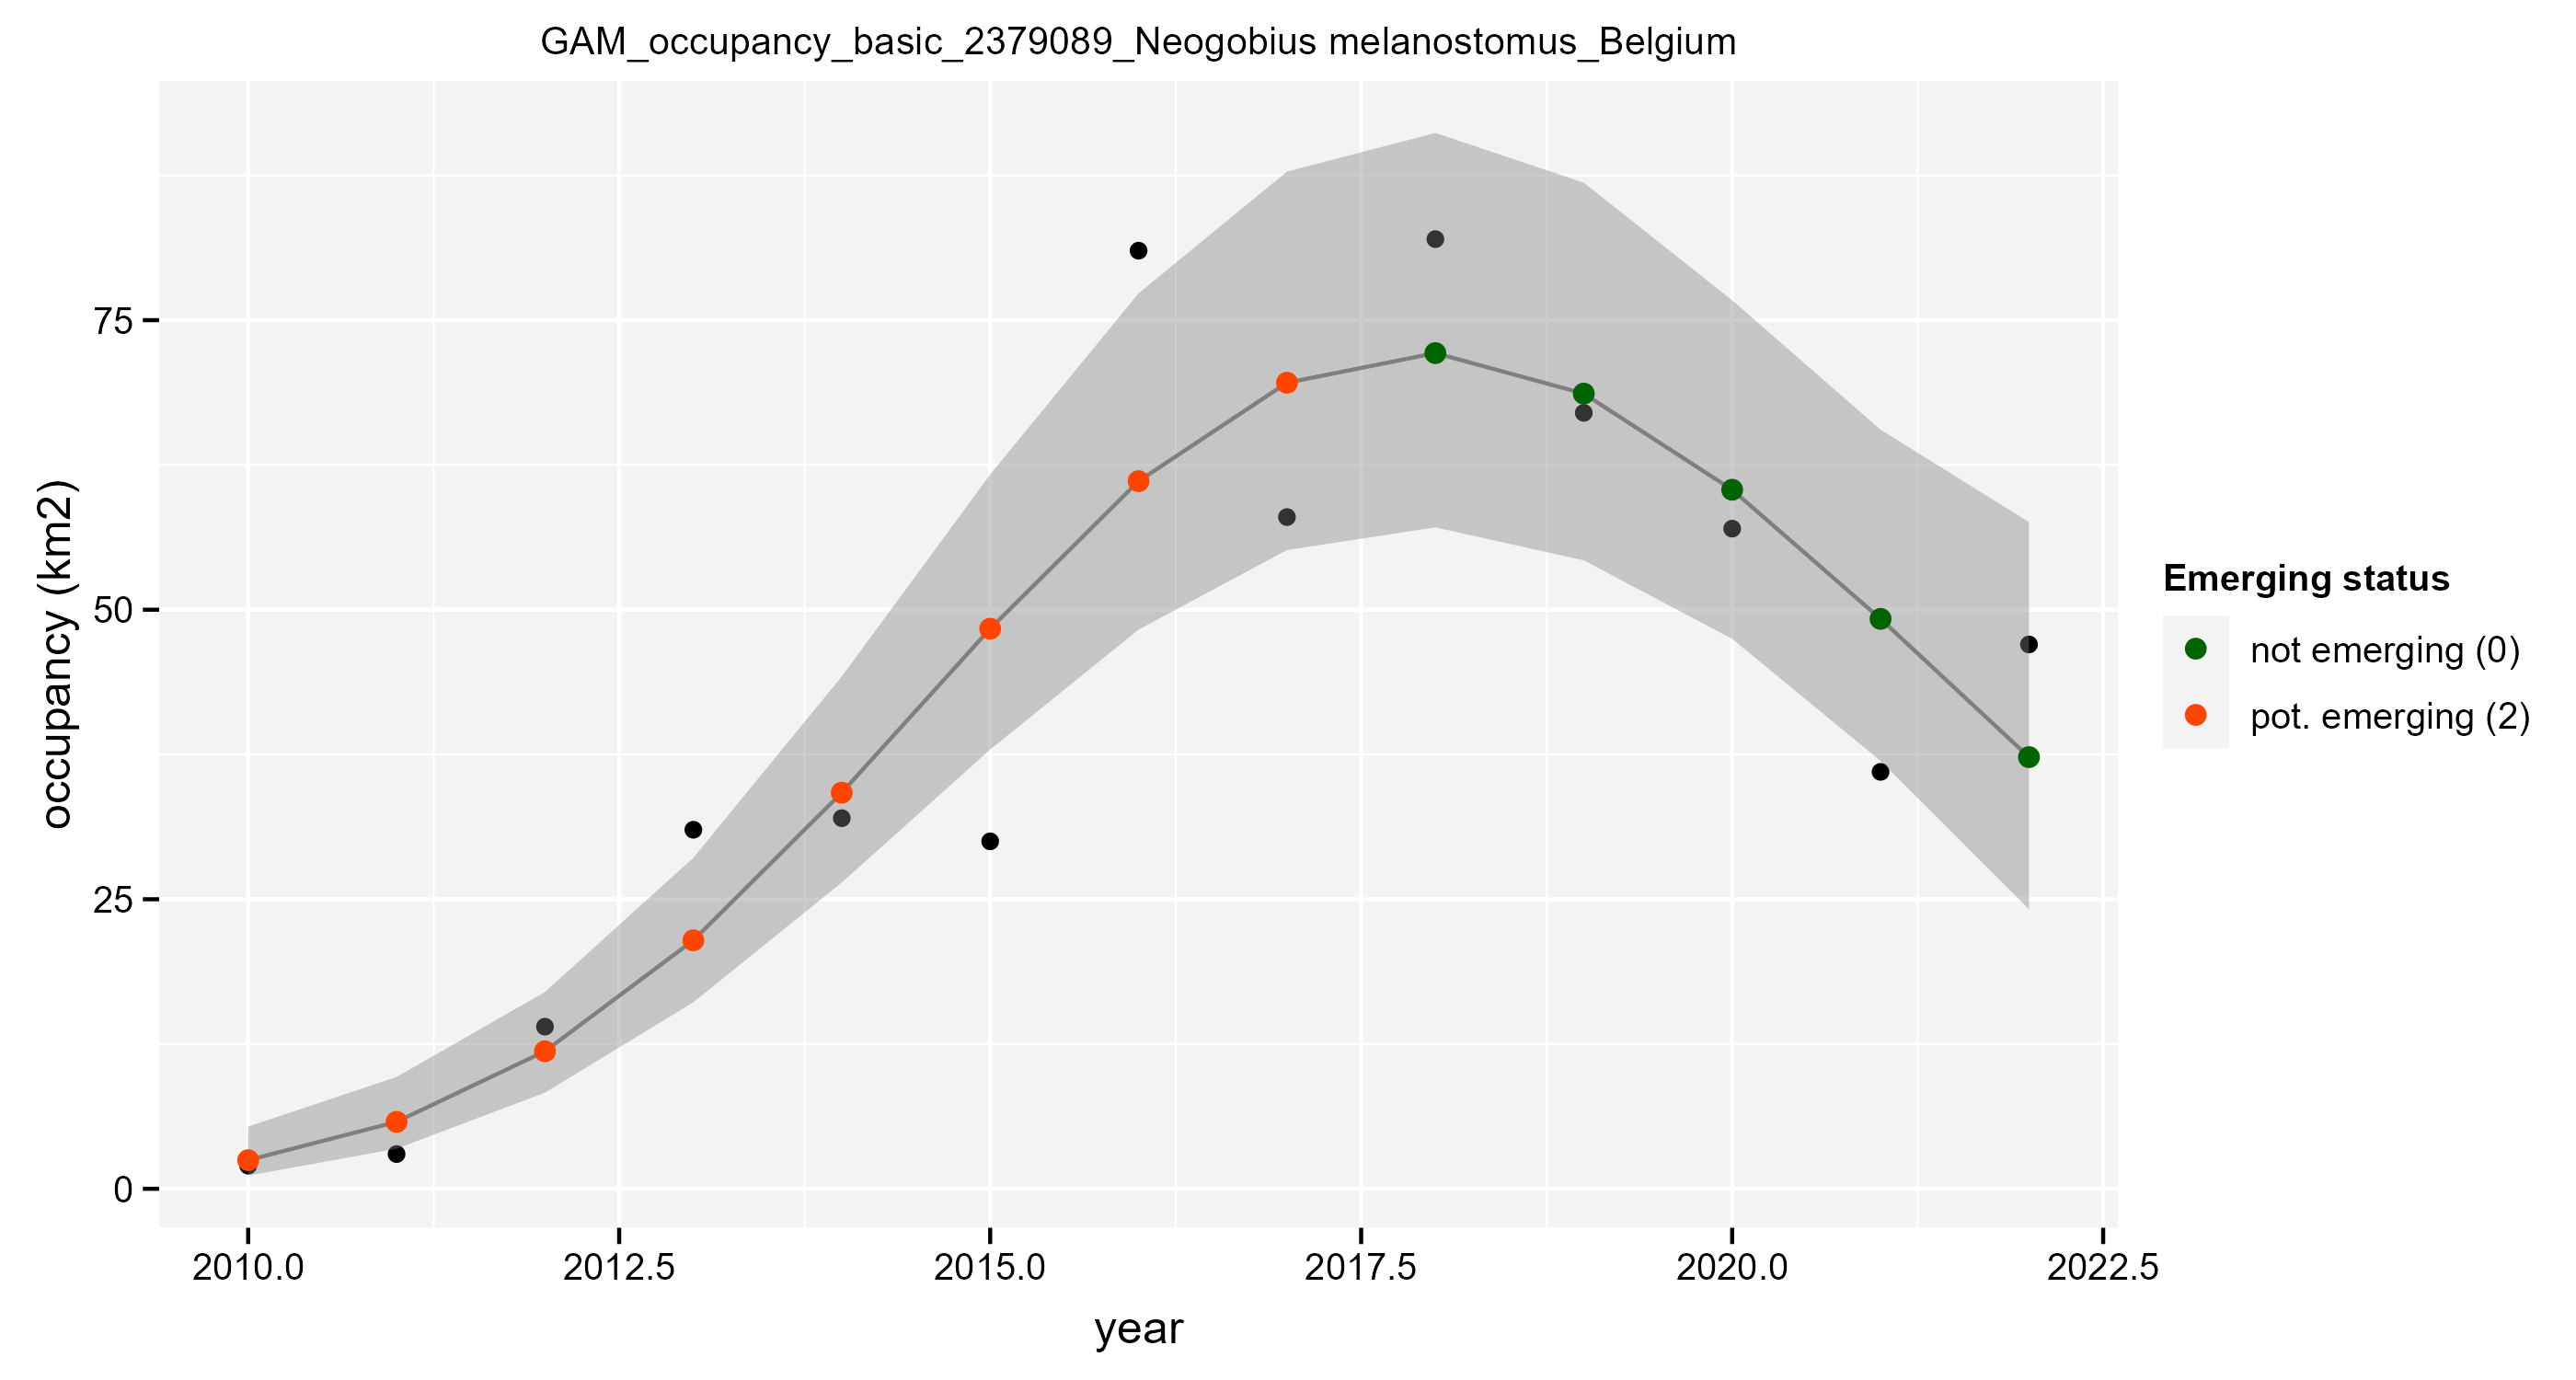 GAM_occupancy_basic_2379089_Neogobius melanostomus_Belgium
occupancy (km2)
75
50
25
0
2010.0 2012.5 2015.0 2017.5 2020.0 2022.5
year
Emerging status
not emerging (0)
pot. emerging (2)